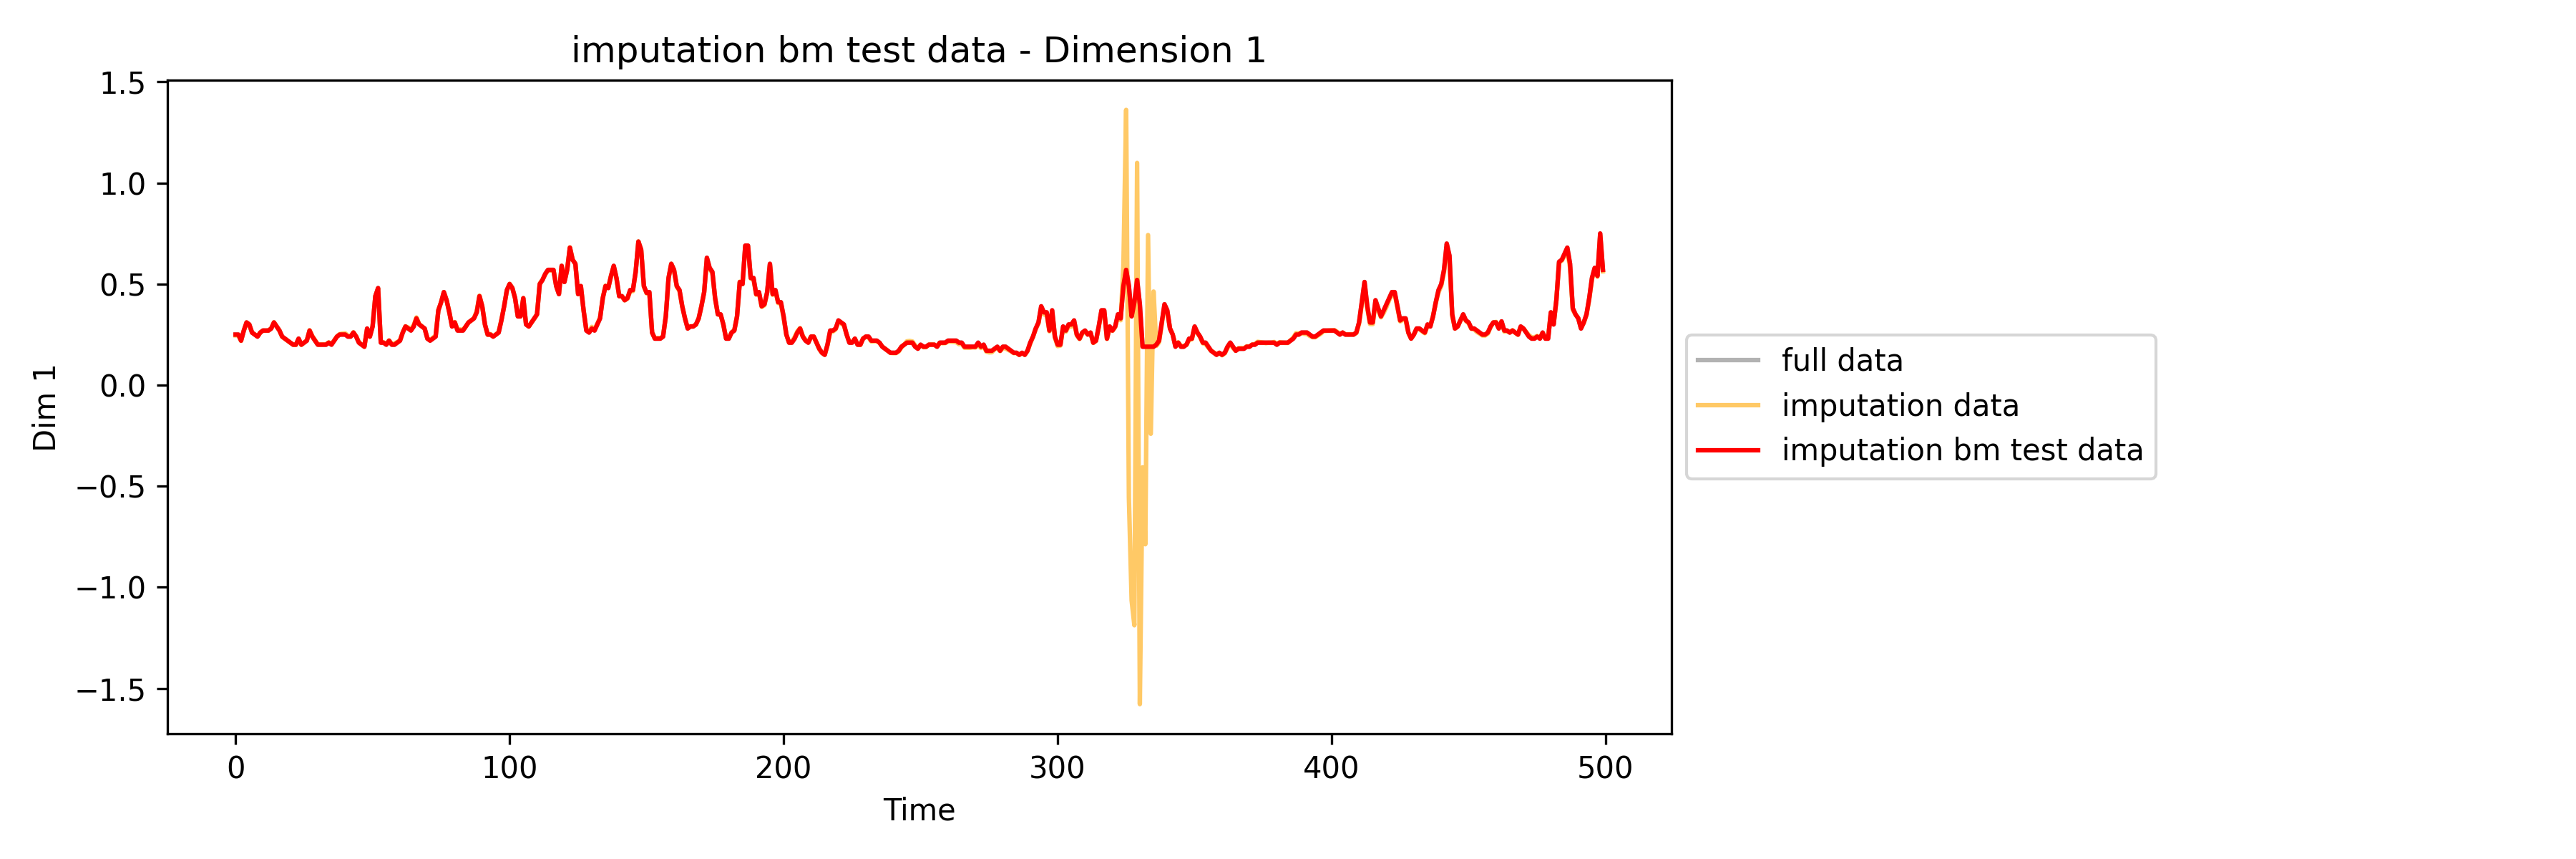 imputation bm test data - Dimension 1
1.5
1.0
0.5
0.0
−0.5
−1.0
−1.5
Dim 1
0 100 200 300 400 500
Time
full data
imputation data
imputation bm test data